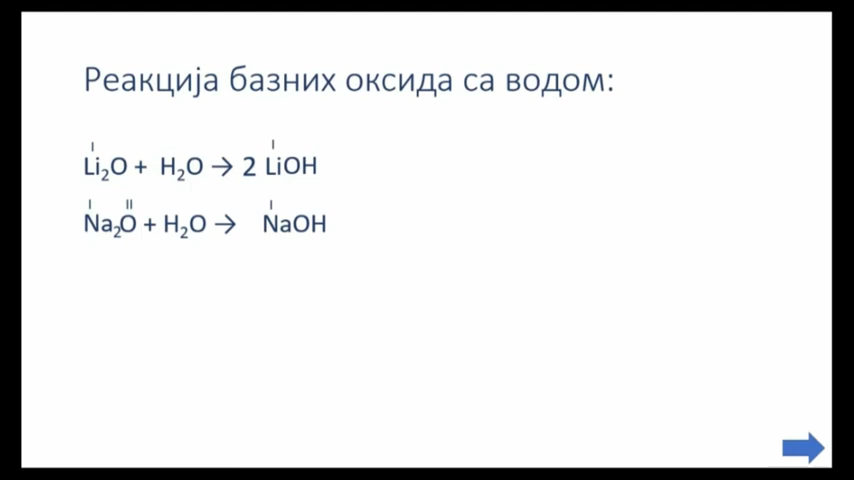 Реакција базних оксида са водом:
I I
Li₂O + H₂O → 2 LiOH
I II I
Na₂O + H₂O → NaOH